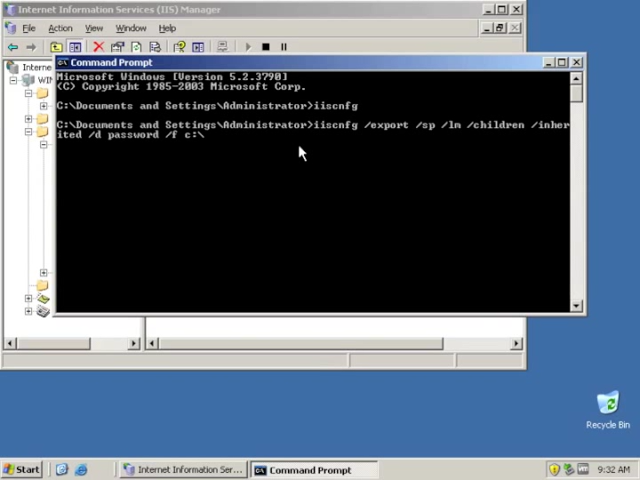 Internet Information Services (IIS) Manager
File Action View Window Help
Command Prompt
Interne
WIN
Microsoft Windows [Version 5.2.3790]
(C) Copyright 1985-2003 Microsoft Corp.
C:\Documents and Settings\Administrator>iiscnfg
C:\Documents and Settings\Administrator>iiscnfg /export /sp /lm /children /inher
ited /d password /f c:\
Recycle Bin
Start
Internet Information Ser...
Command Prompt
9:32 AM